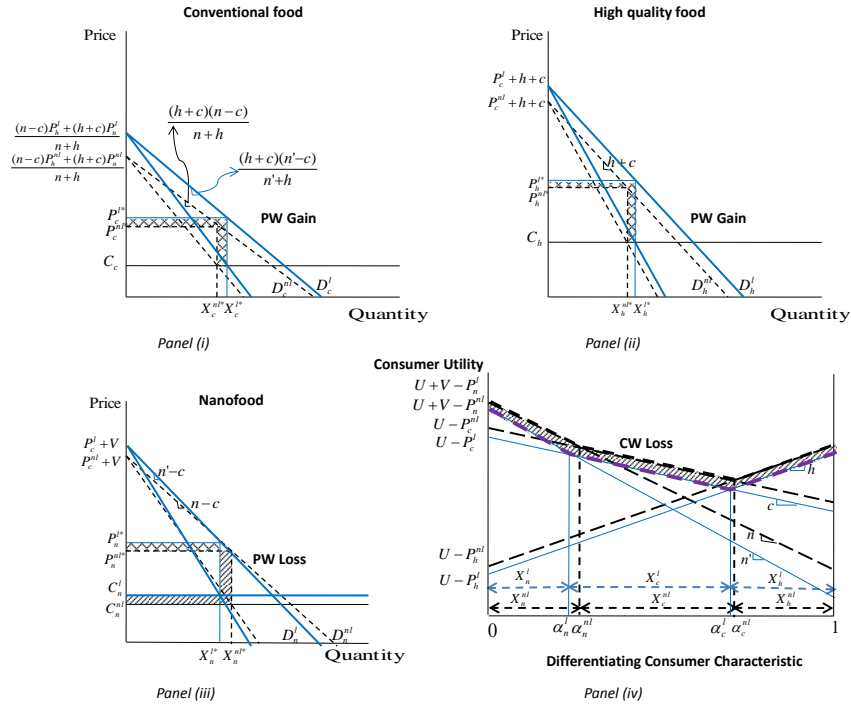 Conventional food
Price
\frac{(n-c)P_h^l+(h+c)P_n^l}{n+h}
\frac{(n-c)P_h^{nl}+(h+c)P_n^{nl}}{n+h}
\frac{(h+c)(n-c)}{n+h}
\frac{(h+c)(n'-c)}{n'+h}
P_c^{l*}
P_c^{nl*}
PW Gain
C_c
D_c^{nl} D_c^l
X_c^{nl*} X_c^{l*}
Quantity
Panel (i)
High quality food
Price
P_c^l + h + c
P_c^{nl} + h + c
h+c
P_h^{l*}
P_h^{nl*}
PW Gain
C_h
D_h^{nl} D_h^l
X_h^{nl*} X_h^{l*}
Quantity
Panel (ii)
Nanofood
Price
P_c^l + V
P_c^{nl} + V
n'-c
n-c
P_n^{l*}
P_n^{nl*}
PW Loss
C_n^l
C_n^{nl}
D_n^l D_n^{nl}
X_n^{l*} X_n^{nl*}
Quantity
Panel (iii)
Consumer Utility
U+V-P_n^l
U+V-P_n^{nl}
U-P_c^{nl}
U-P_c^l
CW Loss
h
c
n
n'
U-P_h^{nl}
U-P_h^l
X_n^l X_c^l X_h^l
X_n^{nl} X_c^{nl} X_h^{nl}
0 α_n^l α_n^{nl} α_c^l α_c^{nl} 1
Differentiating Consumer Characteristic
Panel (iv)